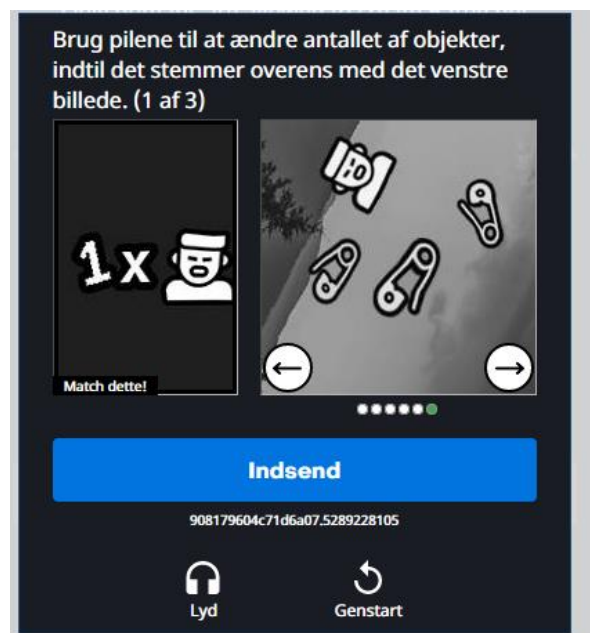 Brug pilene til at ændre antallet af objekter,
indtil det stemmer overens med det venstre
billede. (1 af 3)
1x
Match dette!
Indsend
908179604c71d6a07.5289228105
Lyd
Genstart